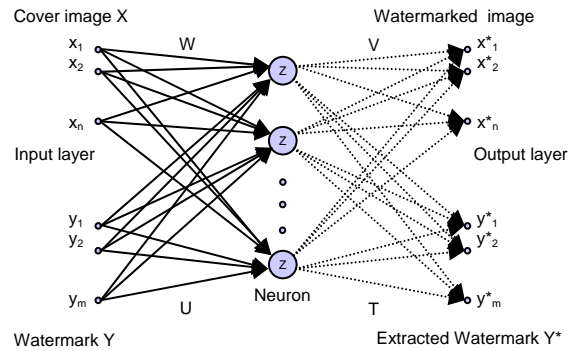 Cover image X
Watermarked image
x1
W
V
x*1
x2
z
x*2
xn
z
x*n
Input layer
Output layer
y1
y*1
y2
z
y*2
Neuron
ym
U
T
y*m
Watermark Y
Extracted Watermark Y*